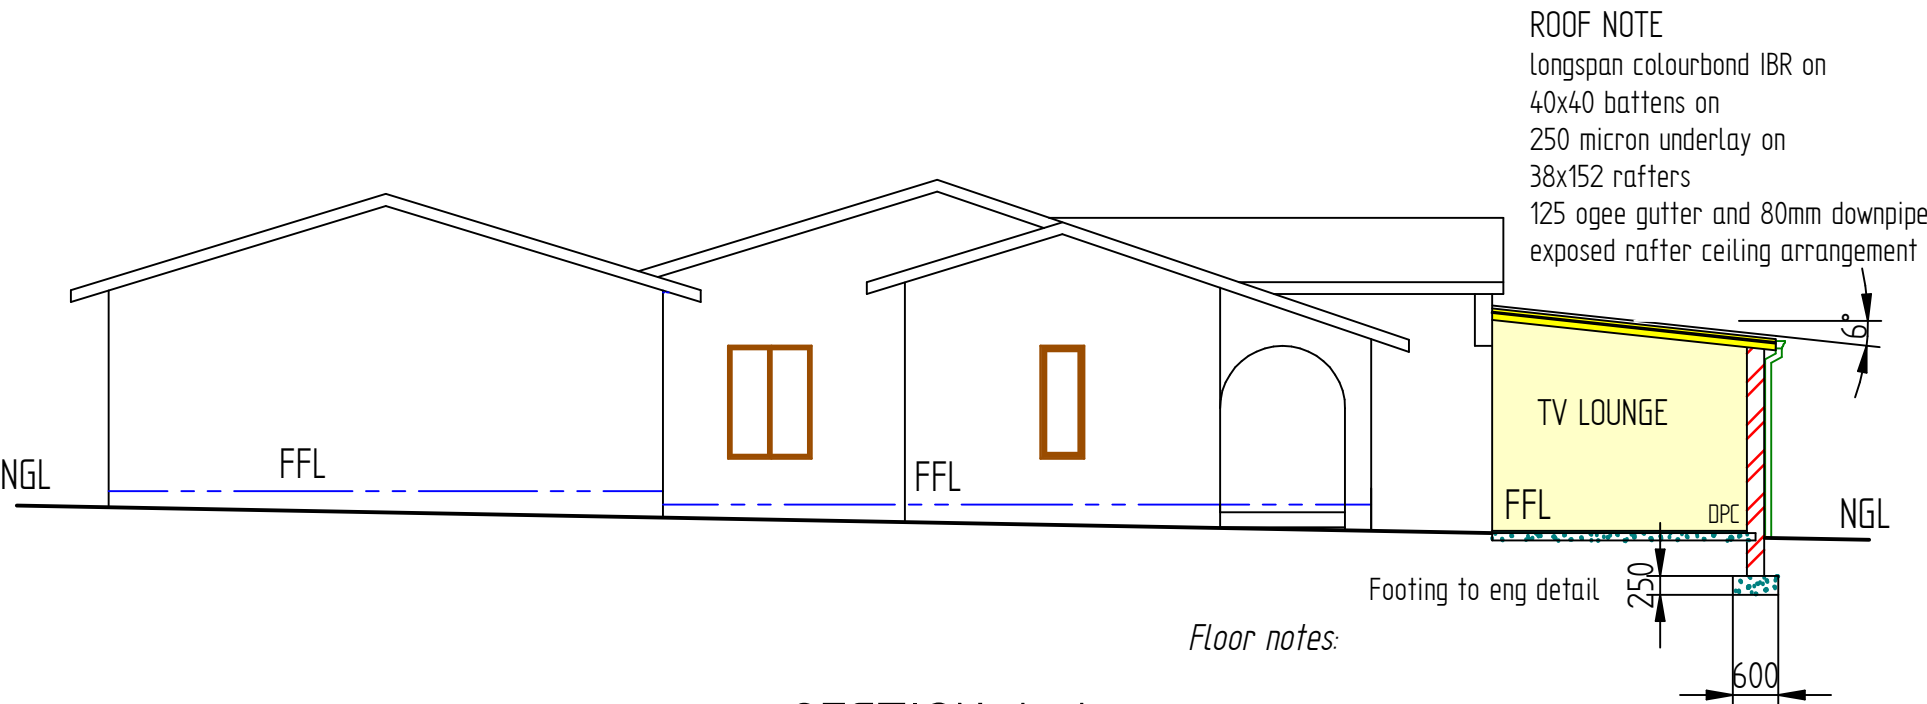 ROOF NOTE
longspan colourbond IBR on
40x40 battens on
250 micron underlay on
38x152 rafters
125 ogee gutter and 80mm downpipe
exposed rafter ceiling arrangement
6°
TV LOUNGE
NGL
FFL
FFL
FFL
DPC
NGL
Footing to eng detail
250
Floor notes:
600